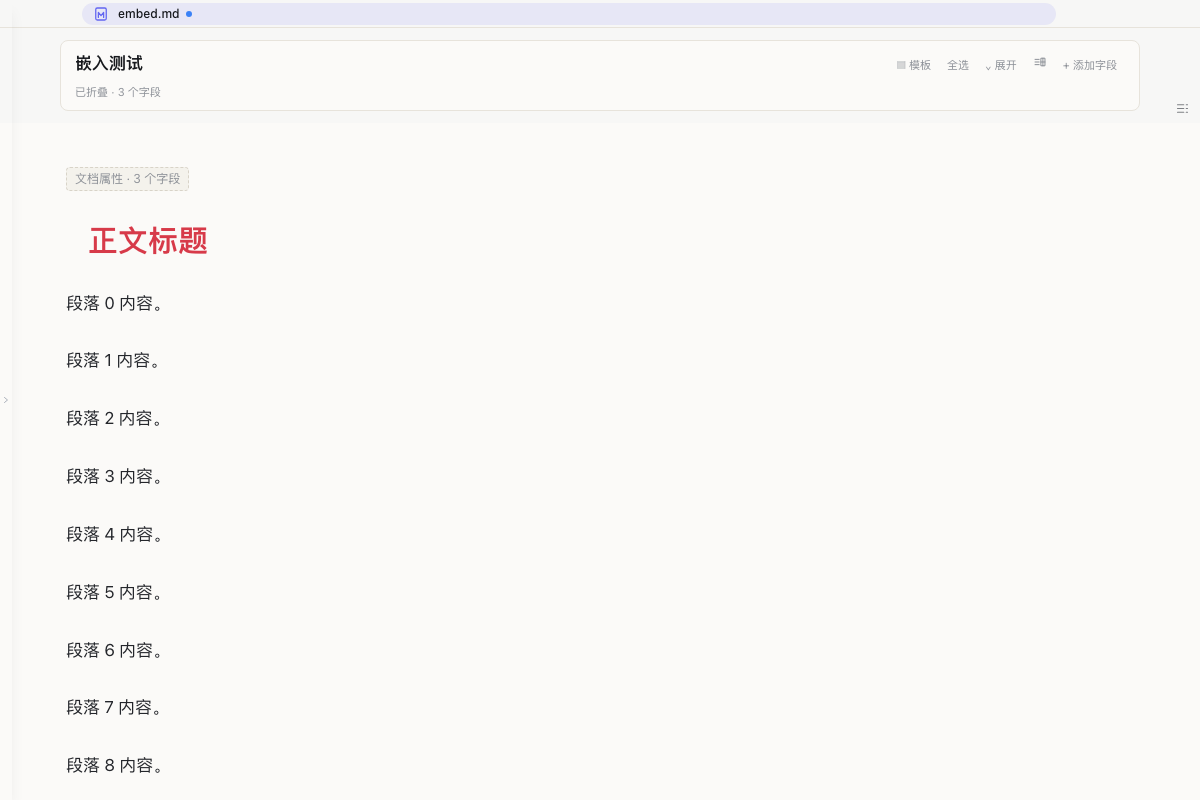 embed.md
嵌入测试
模板 全选 展开 + 添加字段
已折叠 · 3 个字段
文档属性 · 3 个字段
正文标题
段落 0 内容。
段落 1 内容。
段落 2 内容。
段落 3 内容。
段落 4 内容。
段落 5 内容。
段落 6 内容。
段落 7 内容。
段落 8 内容。